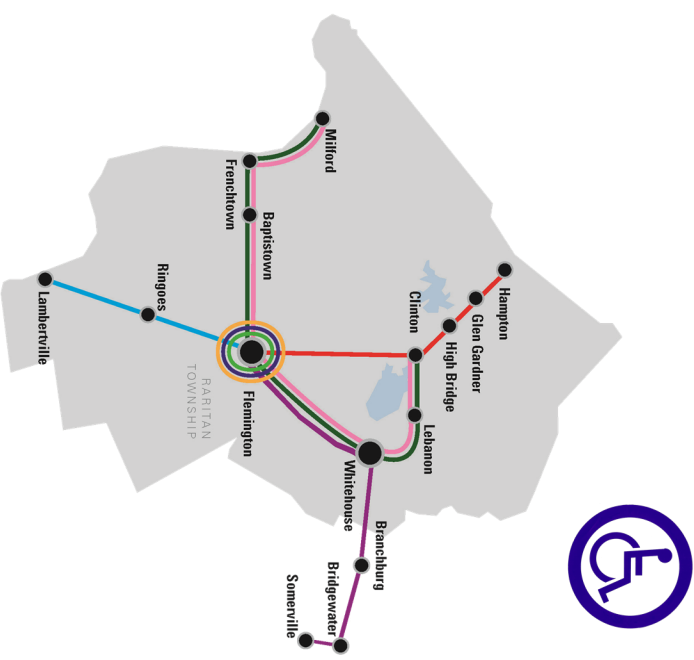 Hampton
Glen Gardner
High Bridge
Clinton
Lebanon
Milford
Frenchtown
Baptistown
Flemington
Whitehouse
Branchburg
Bridgewater
Somerville
Ringoes
Lambertville
RARITAN
TOWNSHIP